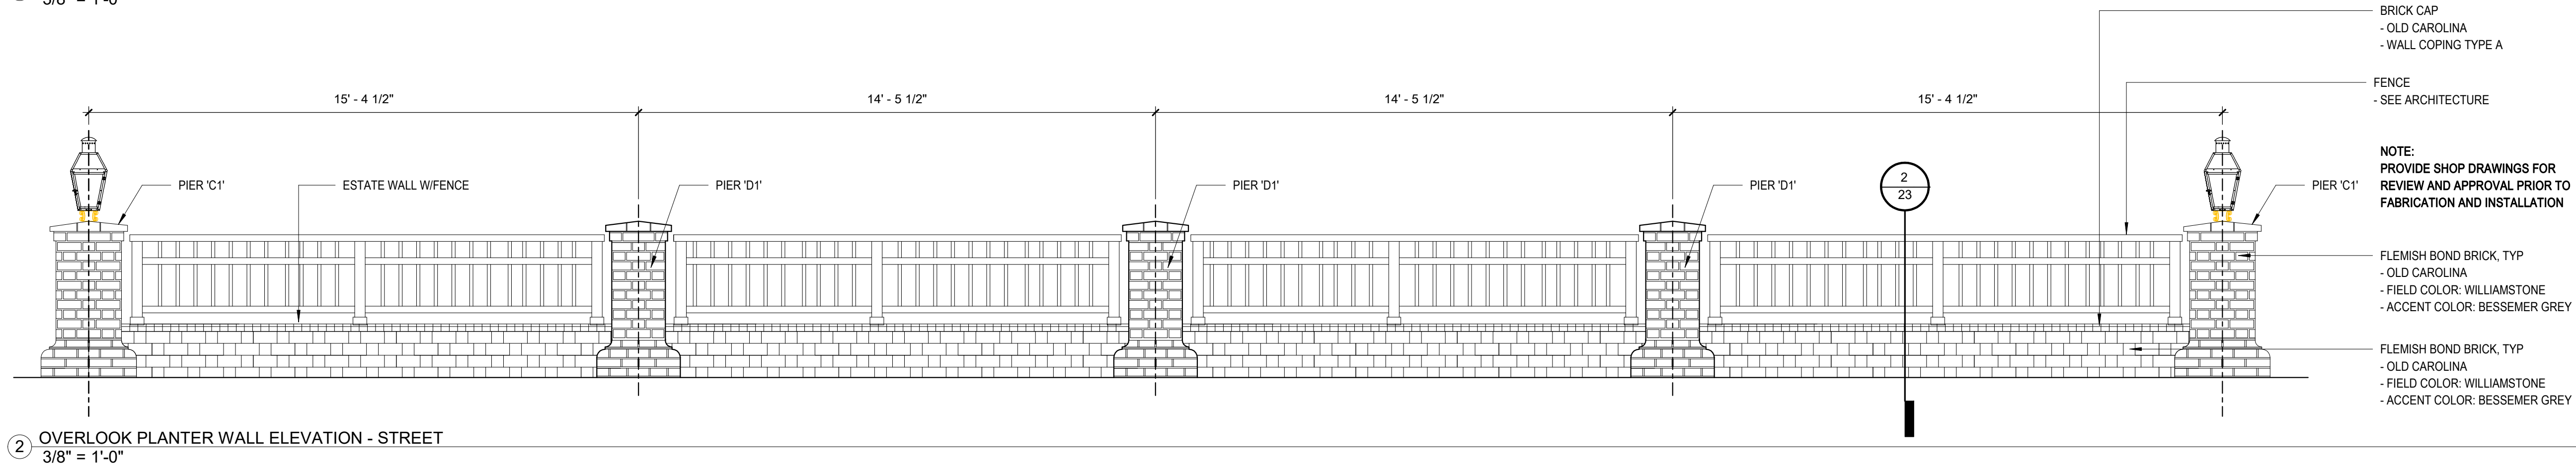 3/8" = 1'-0"
BRICK CAP
- OLD CAROLINA
- WALL COPING TYPE A
FENCE
- SEE ARCHITECTURE
15' - 4 1/2"
14' - 5 1/2"
14' - 5 1/2"
15' - 4 1/2"
NOTE:
PROVIDE SHOP DRAWINGS FOR
REVIEW AND APPROVAL PRIOR TO
FABRICATION AND INSTALLATION
PIER 'C1'
ESTATE WALL W/FENCE
PIER 'D1'
PIER 'D1'
PIER 'D1'
2
23
PIER 'C1'
FLEMISH BOND BRICK, TYP
- OLD CAROLINA
- FIELD COLOR: WILLIAMSTONE
- ACCENT COLOR: BESSEMER GREY
FLEMISH BOND BRICK, TYP
- OLD CAROLINA
- FIELD COLOR: WILLIAMSTONE
- ACCENT COLOR: BESSEMER GREY
2
OVERLOOK PLANTER WALL ELEVATION - STREET
3/8" = 1'-0"